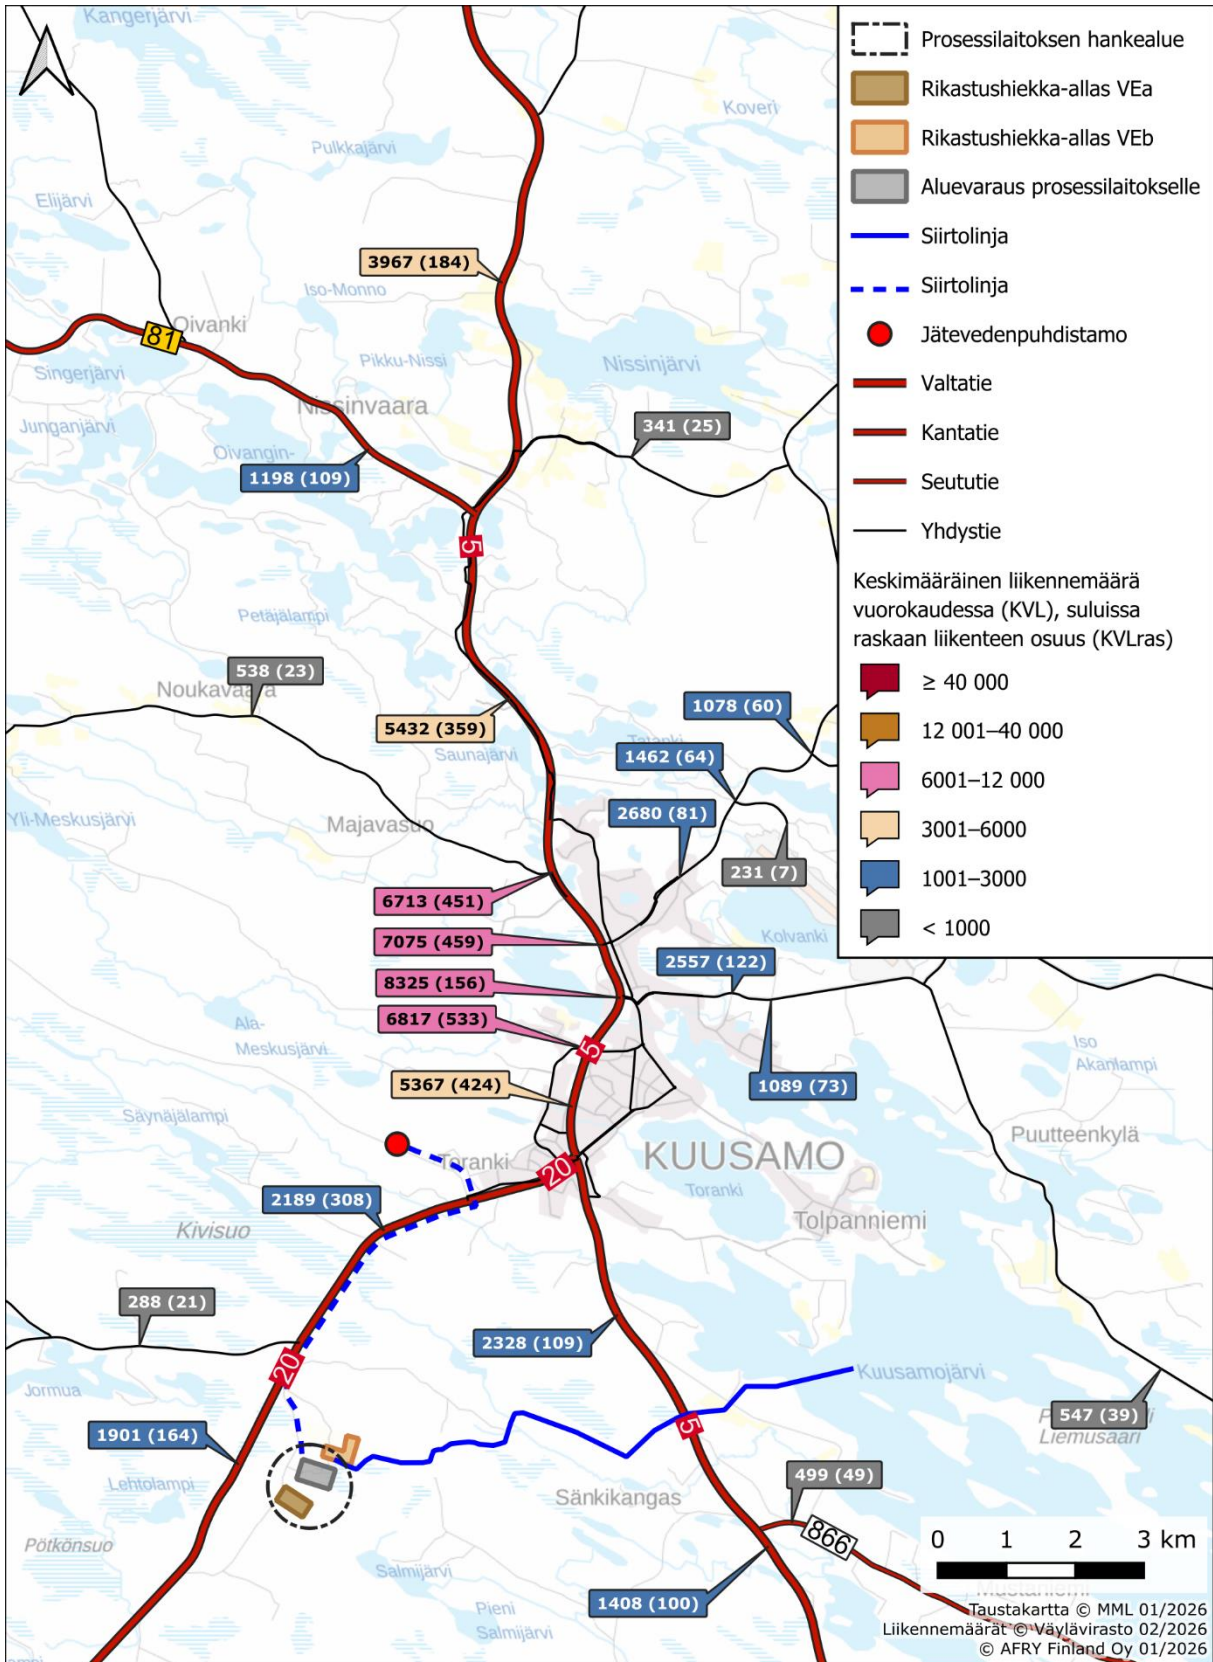 Kangerjärvi
Prosessilaitoksen hankealue
Rikastushiekka-allas VEa
Rikastushiekka-allas VEb
Aluevaraus prosessilaitokselle
Siirtolinja
Siirtolinja
Jätevedenpuhdistamo
Valtatie
Kantatie
Seututie
Yhdystie
Keskimääräinen liikennemäärä
vuorokaudessa (KVL), suluissa
raskaan liikenteen osuus (KVLras)
≥ 40 000
12 001–40 000
6001–12 000
3001–6000
1001–3000
< 1000
Koveri
Pulkkajärvi
Elijärvi
3967 (184)
Iso-Monno
Oivanki
81
Singerjärvi
Pikku-Nissi
Nissinjärvi
Nissinvaara
Junganjärvi
341 (25)
Oivangin-
1198 (109)
5
Petäjälampi
538 (23)
Noukavaara
1078 (60)
5432 (359)
Tatanki
Saunajärvi
1462 (64)
2680 (81)
Yli-Meskusjärvi
Majavasuo
231 (7)
6713 (451)
7075 (459)
Kolvanki
2557 (122)
8325 (156)
6817 (533)
Ala-
Meskusjärvi
5
Iso
Akanlampi
5367 (424)
1089 (73)
Säynäjälampi
Puutteenkylä
KUUSAMO
Toranki
20
Toranki
2189 (308)
Kivisuo
Tolpanniemi
288 (21)
2328 (109)
20
Kuusamojärvi
Jormua
5
547 (39)
Liemusaari
1901 (164)
499 (49)
Lehtolampi
Sänkikangas
866
0 1 2 3 km
Pötkönsuo
Salmijärvi
Mustaniemi
1408 (100)
Pieni
Salmijärvi
Taustakartta © MML 01/2026
Liikennemäärät © Väylävirasto 02/2026
© AFRY Finland Oy 01/2026